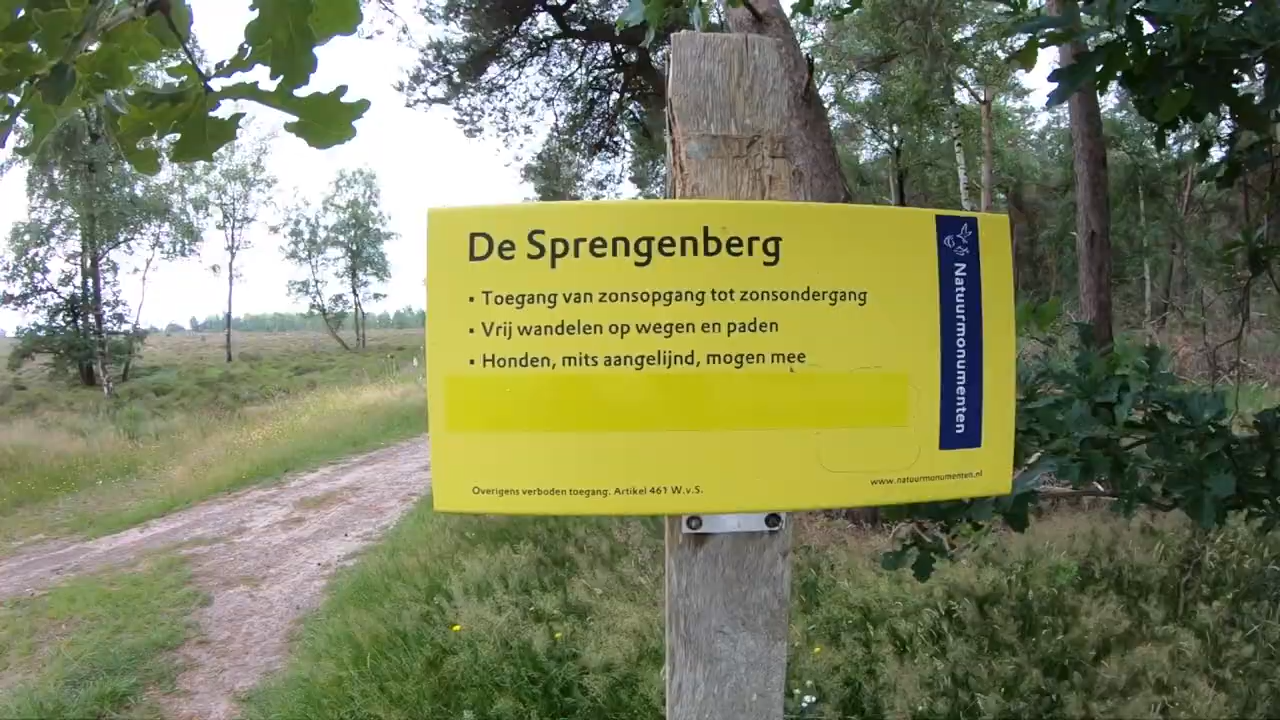 De Sprengenberg
▪ Toegang van zonsopgang tot zonsondergang
▪ Vrij wandelen op wegen en paden
▪ Honden, mits aangelijnd, mogen mee
Overigens verboden toegang. Artikel 461 W.v.S.
www.natuurmonumenten.nl
Natuurmonumenten